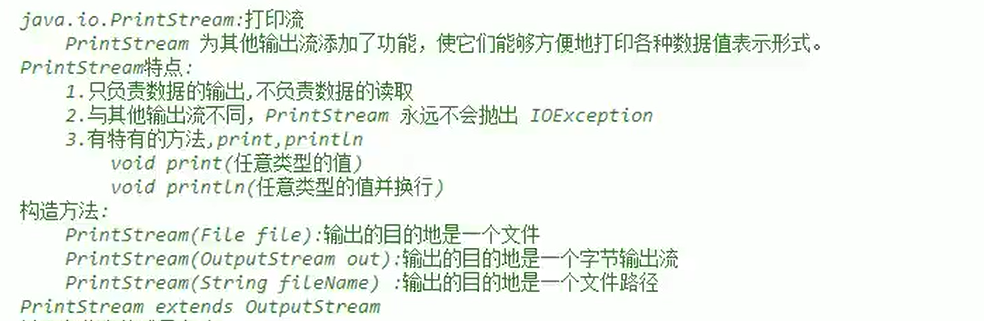 java.io.PrintStream:打印流
PrintStream 为其他输出流添加了功能，使它们能够方便地打印各种数据值表示形式。
PrintStream特点:
1.只负责数据的输出,不负责数据的读取
2.与其他输出流不同，PrintStream 永远不会抛出 IOException
3.有特有的方法,print,println
void print(任意类型的值)
void println(任意类型的值并换行)
构造方法:
PrintStream(File file):输出的目的地是一个文件
PrintStream(OutputStream out):输出的目的地是一个字节输出流
PrintStream(String fileName) :输出的目的地是一个文件路径
PrintStream extends OutputStream